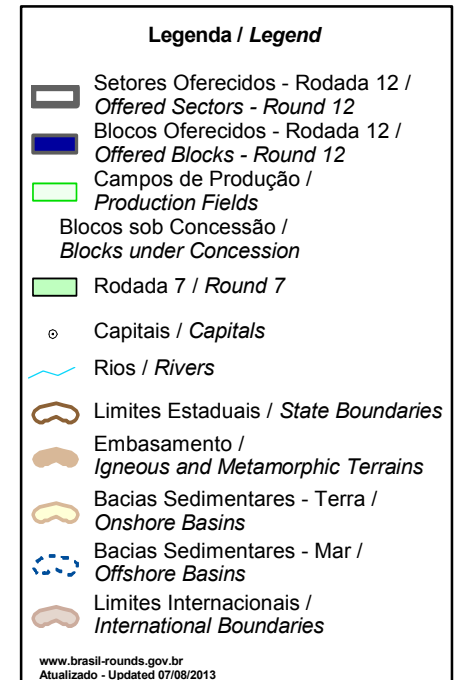 Legenda / Legend
Setores Oferecidos - Rodada 12 /
Offered Sectors - Round 12
Blocos Oferecidos - Rodada 12 /
Offered Blocks - Round 12
Campos de Produção /
Production Fields
Blocos sob Concessão /
Blocks under Concession
Rodada 7 / Round 7
Capitais / Capitals
Rios / Rivers
Limites Estaduais / State Boundaries
Embasamento /
Igneous and Metamorphic Terrains
Bacias Sedimentares - Terra /
Onshore Basins
Bacias Sedimentares - Mar /
Offshore Basins
Limites Internacionais /
International Boundaries
www.brasil-rounds.gov.br
Atualizado - Updated 07/08/2013